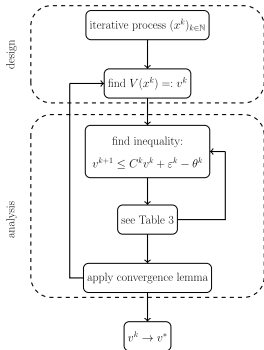 design
iterative process (x^k)_{k∈ℕ}
find V(x^k) =: v^k
analysis
find inequality:
v^{k+1} ≤ C^k v^k + ε^k − θ^k
see Table 3
apply convergence lemma
v^k → v*